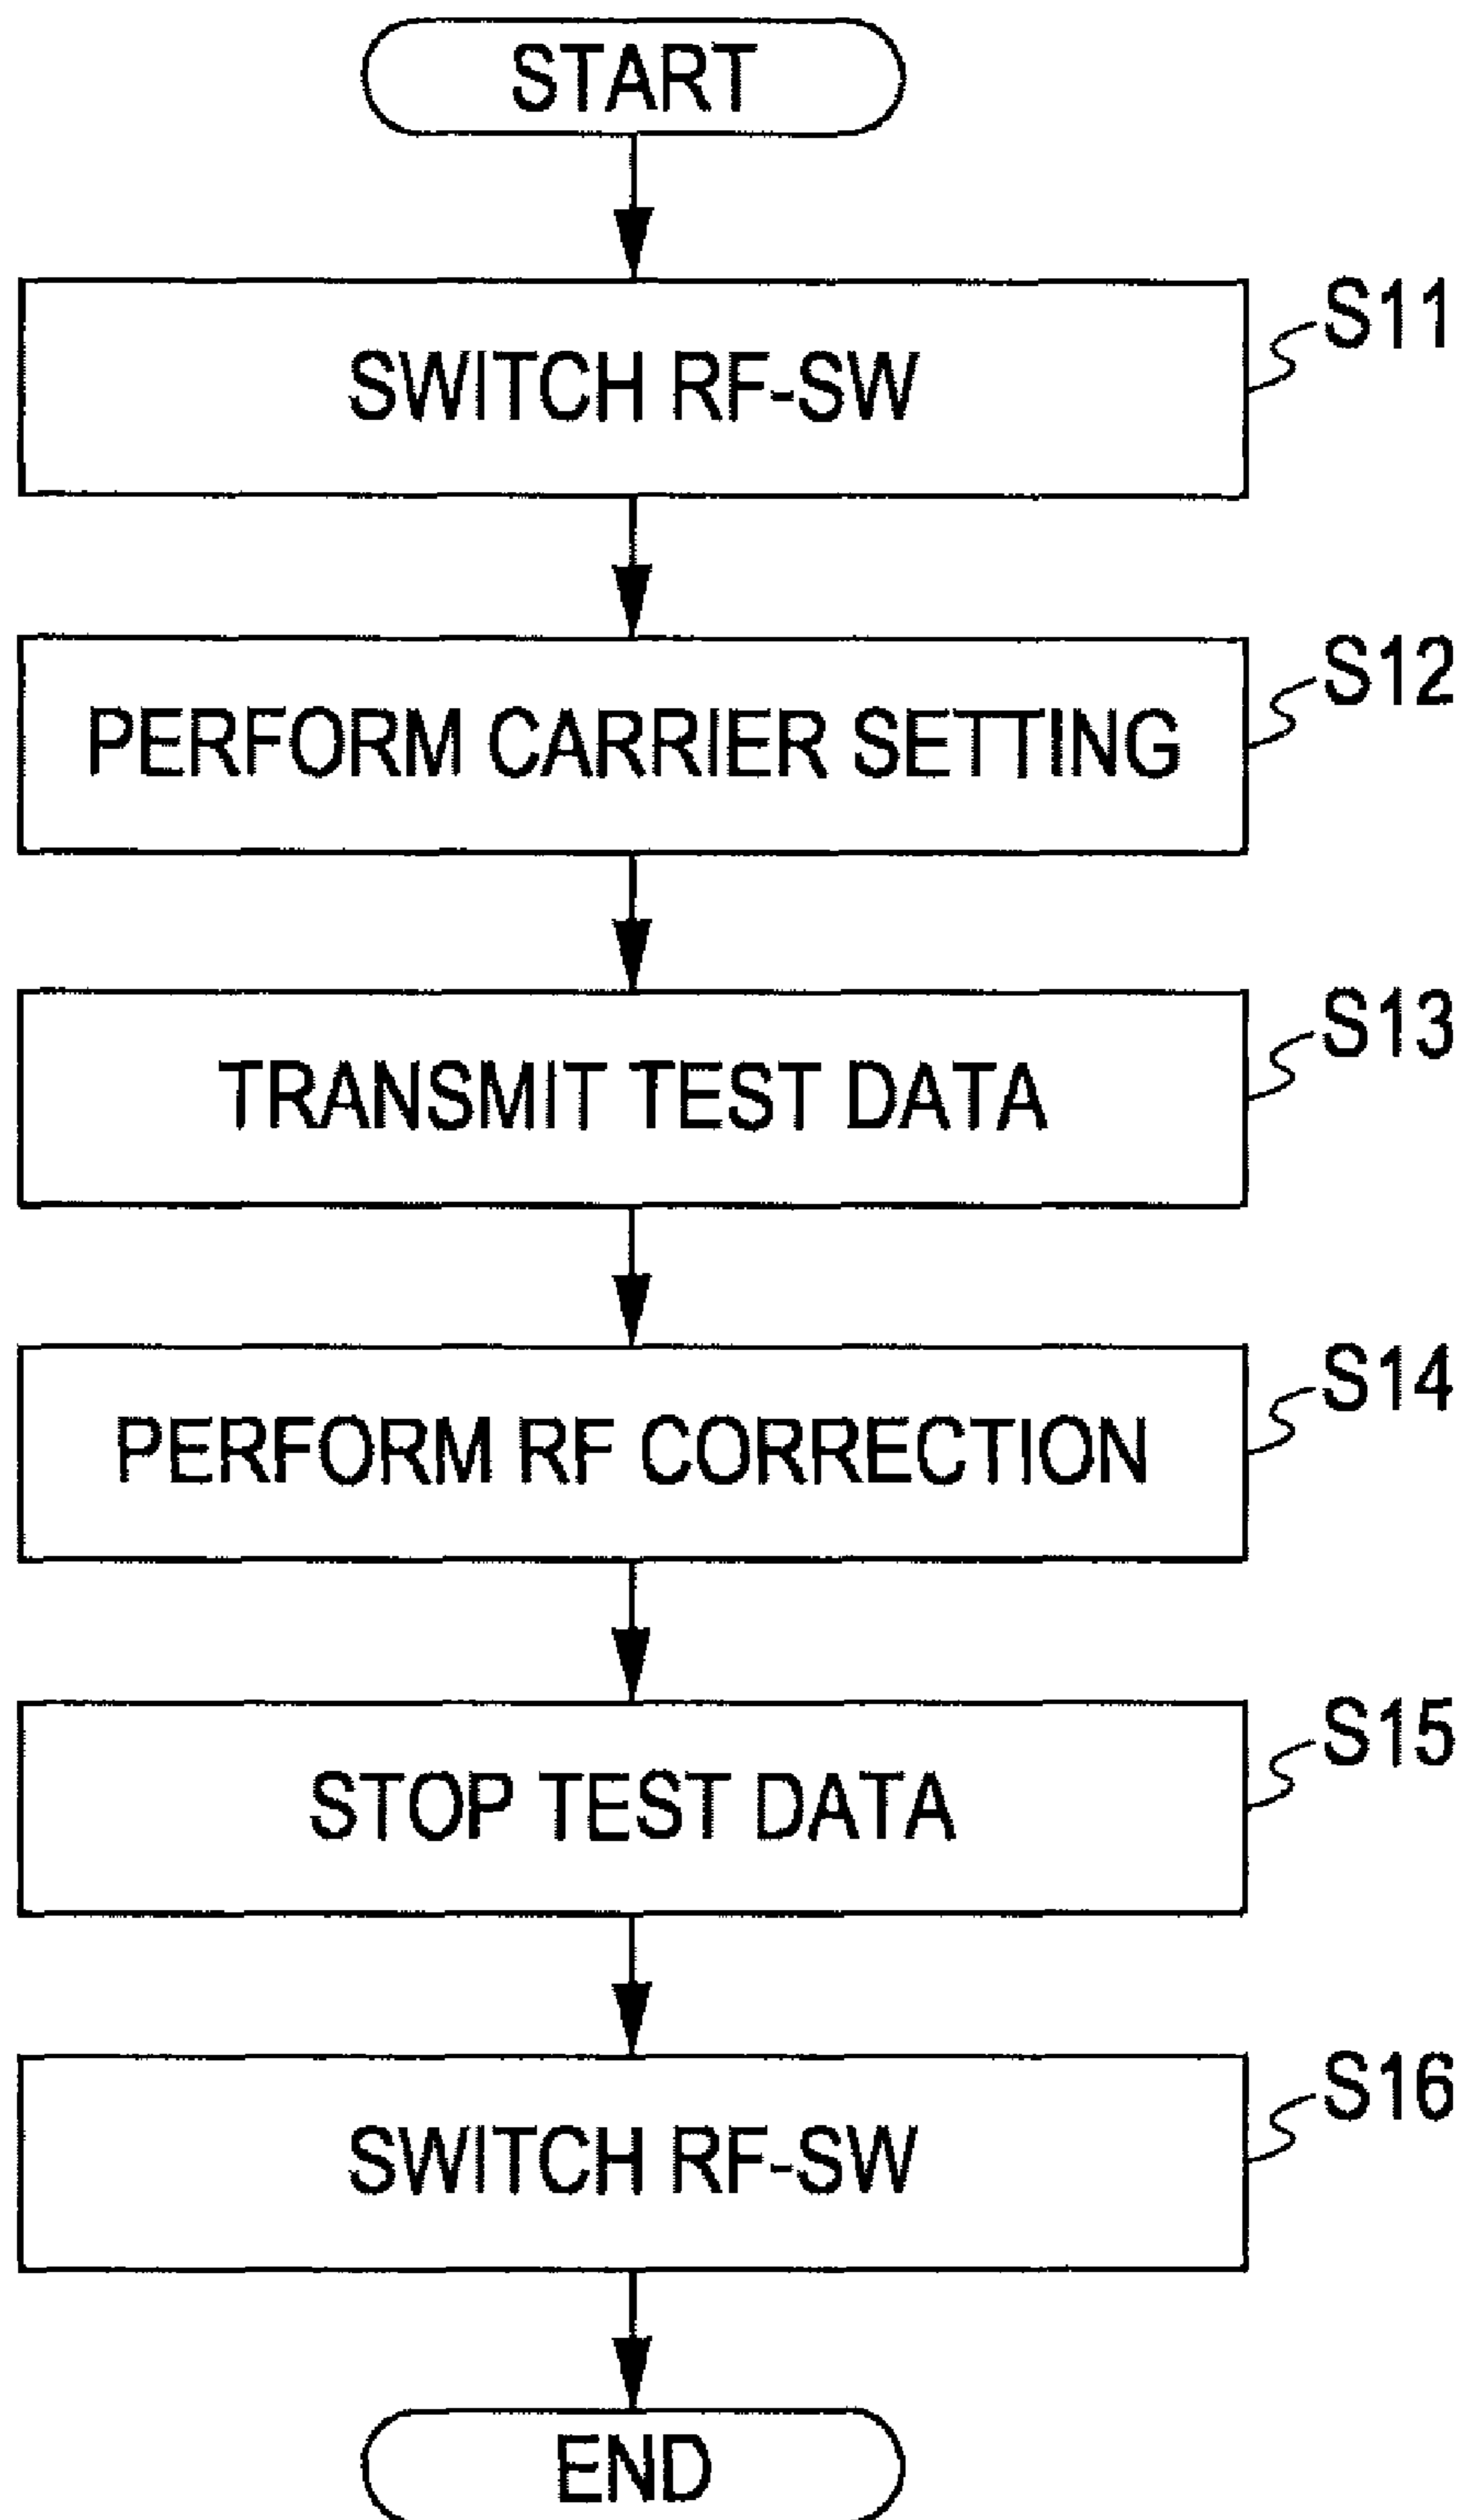 START
SWITCH RF-SW
S11
PERFORM CARRIER SETTING
S12
TRANSMIT TEST DATA
S13
PERFORM RF CORRECTION
S14
STOP TEST DATA
S15
SWITCH RF-SW
S16
END